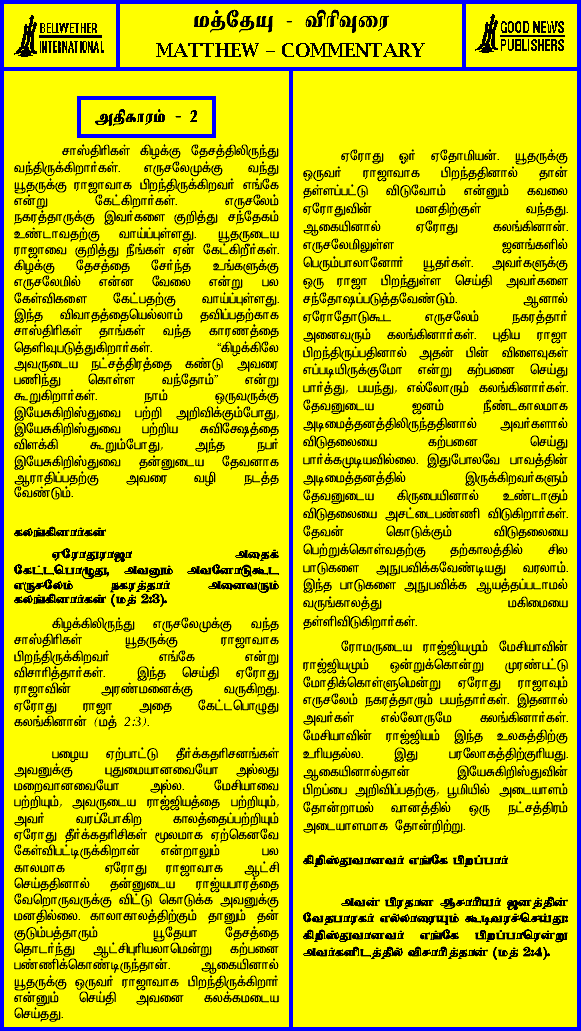 BELLWETHER
INTERNATIONAL
மத்தேயு - விரிவுரை
MATTHEW – COMMENTARY
GOOD NEWS
PUBLISHERS
அதிகாரம் - 2
சாஸ்திரிகள் கிழக்கு தேசத்திலிருந்து
வந்திருக்கிறார்கள். எருசலேமுக்கு வந்து
யூதருக்கு ராஜாவாக பிறந்திருக்கிறவர் எங்கே
என்று கேட்கிறார்கள். எருசலேம்
நகரத்தாருக்கு இவர்களை குறித்து சந்தேகம்
உண்டாவதற்கு வாய்ப்புள்ளது. யூதருடைய
ராஜாவை குறித்து நீங்கள் ஏன் கேட்கிறீர்கள்.
கிழக்கு தேசத்தை சேர்ந்த உங்களுக்கு
எருசலேமில் என்ன வேலை என்று பல
கேள்விகளை கேட்பதற்கு வாய்ப்புள்ளது.
இந்த விவாதத்தையெல்லாம் தவிப்பதற்காக
சாஸ்திரிகள் தாங்கள் வந்த காரணத்தை
தெளிவுபடுத்துகிறார்கள். “கிழக்கிலே
அவருடைய நட்சத்திரத்தை கண்டு அவரை
பணிந்து கொள்ள வந்தோம்” என்று
கூறுகிறார்கள். நாம் ஒருவருக்கு
இயேசுகிறிஸ்துவை பற்றி அறிவிக்கும்போது,
இயேசுகிறிஸ்துவை பற்றிய சுவிசேஷத்தை
விளக்கி கூறும்போது, அந்த நபர்
இயேசுகிறிஸ்துவை தன்னுடைய தேவனாக
ஆராதிப்பதற்கு அவரை வழி நடத்த
வேண்டும்.
கலங்கினார்கள்
ஏரோதுராஜா அதைக்
கேட்டபொழுது, அவனும் அவனோடுகூட
எருசலேம் நகரத்தார் அனைவரும்
கலங்கினார்கள் (மத் 2:3).
கிழக்கிலிருந்து எருசலேமுக்கு வந்த
சாஸ்திரிகள் யூதருக்கு ராஜாவாக
பிறந்திருக்கிறவர் எங்கே என்று
விசாரித்தார்கள். இந்த செய்தி ஏரோது
ராஜாவின் அரண்மனைக்கு வருகிறது.
ஏரோது ராஜா அதை கேட்டபொழுது
கலங்கினான் (மத் 2:3).
பழைய ஏற்பாட்டு தீர்க்கதரிசனங்கள்
அவனுக்கு புதுமையானவையோ அல்லது
மறைவானவையோ அல்ல. மேசியாவை
பற்றியும், அவருடைய ராஜ்ஜியத்தை பற்றியும்,
அவர் வரப்போகிற காலத்தைப்பற்றியும்
ஏரோது தீர்க்கதரிசிகள் மூலமாக ஏற்கெனவே
கேள்விபட்டிருக்கிறான் என்றாலும் பல
காலமாக ஏரோது ராஜாவாக ஆட்சி
செய்ததினால் தன்னுடைய ராஜ்யபாரத்தை
வேறொருவருக்கு விட்டு கொடுக்க அவனுக்கு
மனதில்லை. காலாகாலத்திற்கும் தானும் தன்
குடும்பத்தாரும் யூதேயா தேசத்தை
தொடர்ந்து ஆட்சிபுரியலாமென்று கற்பனை
பண்ணிக்கொண்டிருந்தான். ஆகையினால்
யூதருக்கு ஒருவர் ராஜாவாக பிறந்திருக்கிறார்
என்னும் செய்தி அவனை கலக்கமடைய
செய்தது.
ஏரோது ஓர் ஏதோமியன். யூதருக்கு
ஒருவர் ராஜாவாக பிறந்ததினால் தான்
தள்ளப்பட்டு விடுவோம் என்னும் கவலை
ஏரோதுவின் மனதிற்குள் வந்தது.
ஆகையினால் ஏரோது கலங்கினான்.
எருசலேமிலுள்ள ஜனங்களில்
பெரும்பாலானோர் யூதர்கள். அவர்களுக்கு
ஒரு ராஜா பிறந்துள்ள செய்தி அவர்களை
சந்தோஷப்படுத்தவேண்டும். ஆனால்
ஏரோதோடுகூட எருசலேம் நகரத்தார்
அனைவரும் கலங்கினார்கள். புதிய ராஜா
பிறந்திருப்பதினால் அதன் பின் விளைவுகள்
எப்படியிருக்குமோ என்று கற்பனை செய்து
பார்த்து, பயந்து, எல்லோரும் கலங்கினார்கள்.
தேவனுடைய ஜனம் நீண்டகாலமாக
அடிமைத்தனத்திலிருந்ததினால் அவர்களால்
விடுதலையை கற்பனை செய்து
பார்க்கமுடியவில்லை. இதுபோலவே பாவத்தின்
அடிமைத்தனத்தில் இருக்கிறவர்களும்
தேவனுடைய கிருபையினால் உண்டாகும்
விடுதலையை அசட்டைபண்ணி விடுகிறார்கள்.
தேவன் கொடுக்கும் விடுதலையை
பெற்றுக்கொள்வதற்கு தற்காலத்தில் சில
பாடுகளை அநுபவிக்கவேண்டியது வரலாம்.
இந்த பாடுகளை அநுபவிக்க ஆயத்தப்படாமல்
வருங்காலத்து மகிமையை
தள்ளிவிடுகிறார்கள்.
ரோமருடைய ராஜ்ஜியமும் மேசியாவின்
ராஜ்ஜியமும் ஒன்றுக்கொன்று முரண்பட்டு
மோதிக்கொள்ளுமென்று ஏரோது ராஜாவும்
எருசலேம் நகரத்தாரும் பயந்தார்கள். இதனால்
அவர்கள் எல்லோருமே கலங்கினார்கள்.
மேசியாவின் ராஜ்ஜியம் இந்த உலகத்திற்கு
உரியதல்ல. இது பரலோகத்திற்குரியது.
ஆகையினால்தான் இயேசுகிறிஸ்துவின்
பிறப்பை அறிவிப்பதற்கு, பூமியில் அடையாளம்
தோன்றாமல் வானத்தில் ஒரு நட்சத்திரம்
அடையாளமாக தோன்றிற்று.
கிறிஸ்துவானவர் எங்கே பிறப்பார்
அவன் பிரதான ஆசாரியர் ஜனத்தின்
வேதபாரகர் எல்லாரையும் கூடிவரச்செய்து:
கிறிஸ்துவானவர் எங்கே பிறப்பாரென்று
அவர்களிடத்தில் விசாரித்தான் (மத் 2:4).